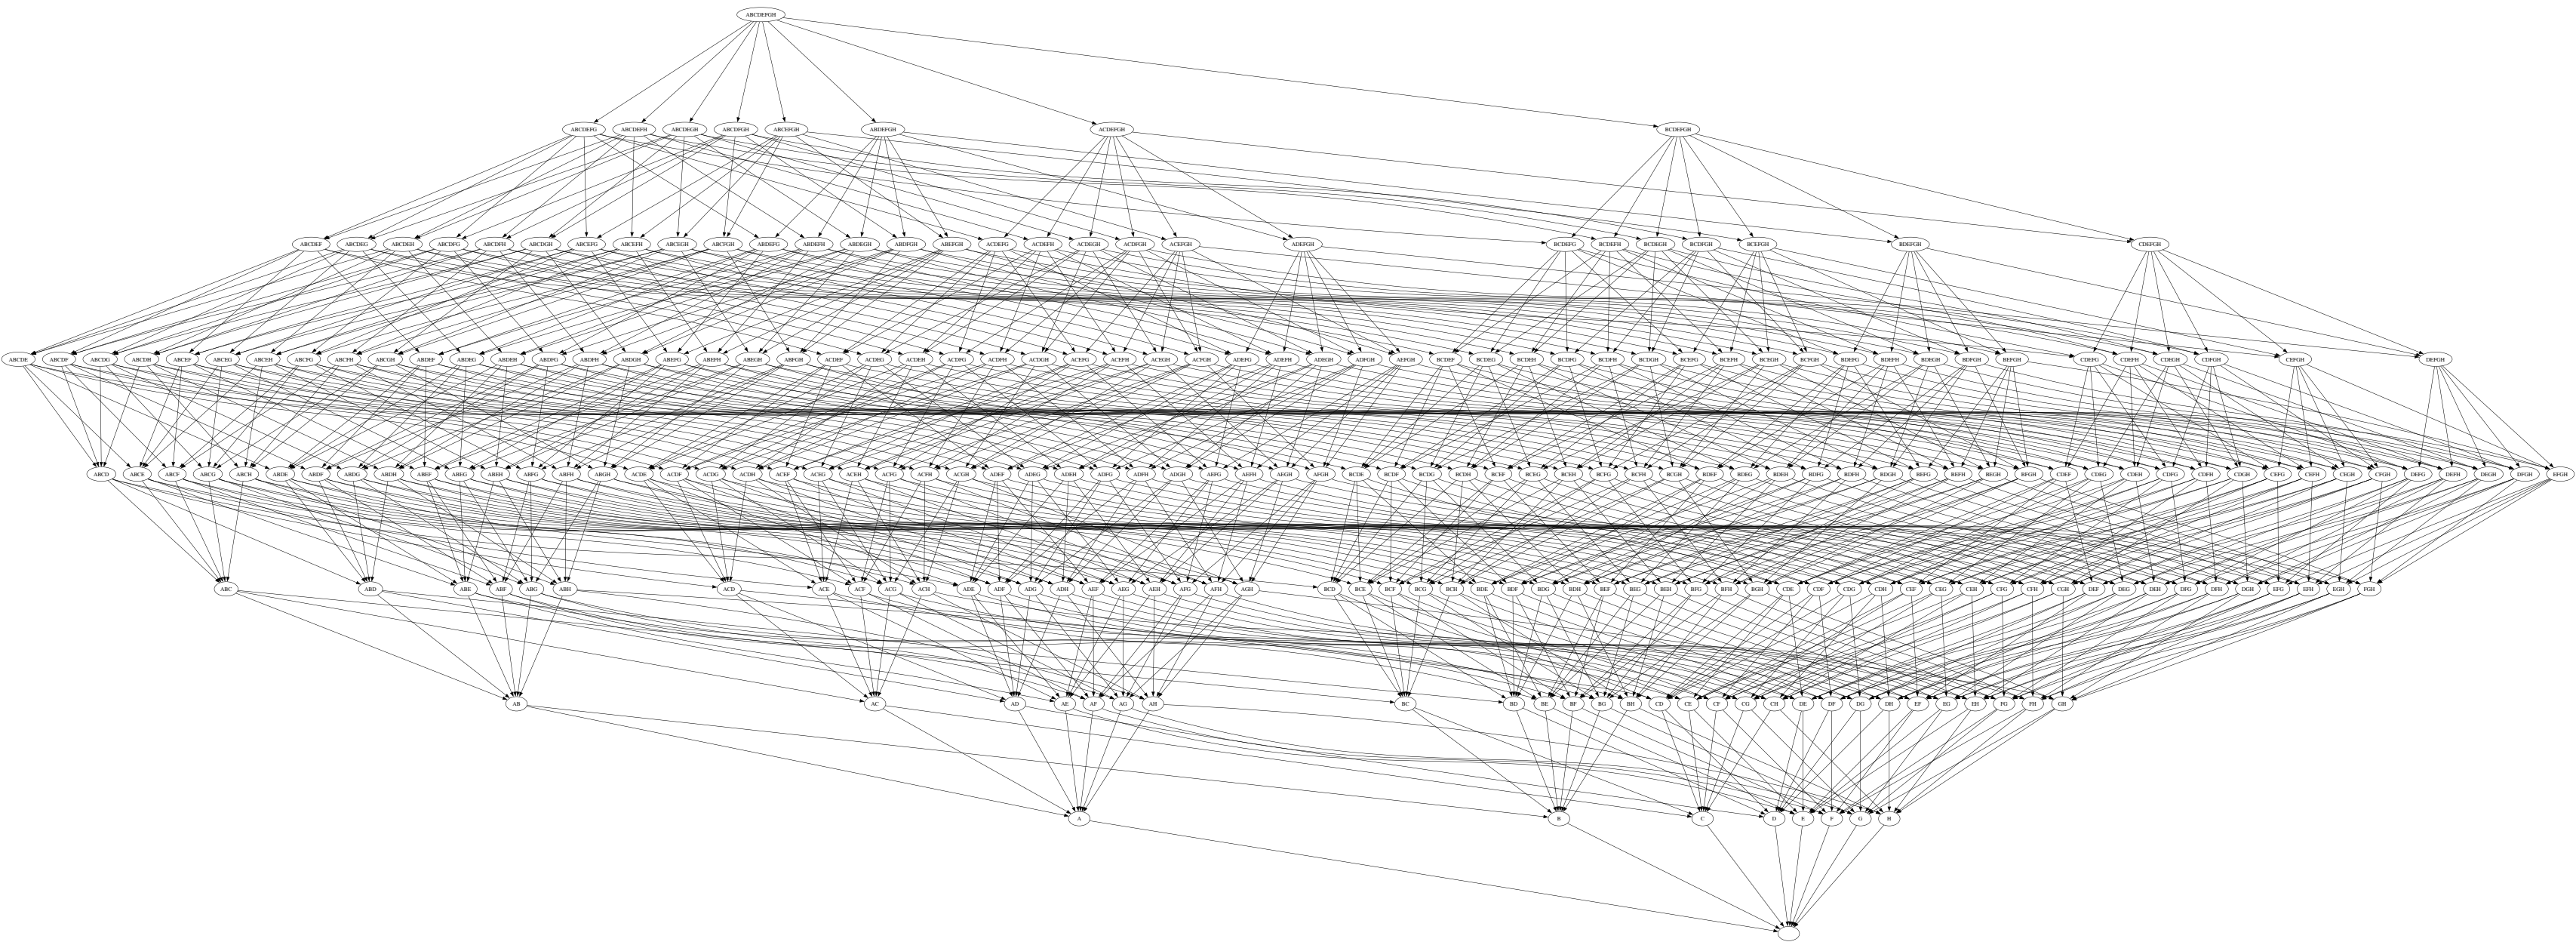 ABCDEFGH
ABCDEFG ABCDEFH ABCDEGH ABCDFGH ABCEFGH ABDEFGH ACDEFGH BCDEFGH
ABCDEF ABCDEG ABCDEH ABCDFG ABCDFH ABCDGH ABCEFG ABCEFH ABCEGH ABCFGH ABDEFG ABDEFH ABDEGH ABDFGH ABEFGH ACDEFG ACDEFH ACDEGH ACDFGH ACEFGH ADEFGH BCDEFG BCDEFH BCDEGH BCDFGH BCEFGH BDEFGH CDEFGH
ABCDE ABCDF ABCDG ABCDH ABCEF ABCEG ABCEH ABCFG ABCFH ABCGH ABDEF ABDEG ABDEH ABDFG ABDFH ABDGH ABEFG ABEFH ABEGH ABFGH ACDEF ACDEG ACDEH ACDFG ACDFH ACDGH ACEFG ACEFH ACEGH ACFGH ADEFG ADEFH ADEGH ADFGH AEFGH BCDEF BCDEG BCDEH BCDFG BCDFH BCDGH BCEFG BCEFH BCEGH BCFGH BDEFG BDEFH BDEGH BDFGH BEFGH CDEFG CDEFH CDEGH CDFGH CEFGH DEFGH
ABCD ABCE ABCF ABCG ABCH ABDE ABDF ABDG ABDH ABEF ABEG ABEH ABFG ABFH ABGH ACDE ACDF ACDG ACDH ACEF ACEG ACEH ACFG ACFH ACGH ADEF ADEG ADEH ADFG ADFH ADGH AEFG AEFH AEGH AFGH BCDE BCDF BCDG BCDH BCEF BCEG BCEH BCFG BCFH BCGH BDEF BDEG BDEH BDFG BDFH BDGH BEFG BEFH BEGH BFGH CDEF CDEG CDEH CDFG CDFH CDGH CEFG CEFH CEGH CFGH DEFG DEFH DEGH DFGH EFGH
ABC ABD ABE ABF ABG ABH ACD ACE ACF ACG ACH ADE ADF ADG ADH AEF AEG AEH AFG AFH AGH BCD BCE BCF BCG BCH BDE BDF BDG BDH BEF BEG BEH BFG BFH BGH CDE CDF CDG CDH CEF CEG CEH CFG CFH CGH DEF DEG DEH DFG DFH DGH EFG EFH EGH FGH
AB AC AD AE AF AG AH BC BD BE BF BG BH CD CE CF CG CH DE DF DG DH EF EG EH FG FH GH
A B C D E F G H